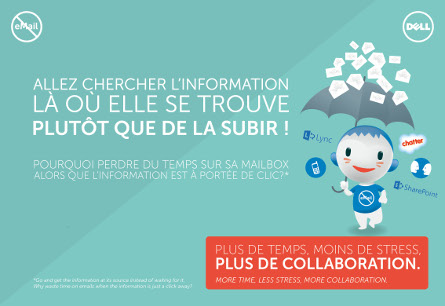 eMail
DELL
ALLEZ CHERCHER L'INFORMATION
LÀ OÙ ELLE SE TROUVE
PLUTÔT QUE DE LA SUBIR !
POURQUOI PERDRE DU TEMPS SUR SA MAILBOX
ALORS QUE L'INFORMATION EST À PORTÉE DE CLIC?*
Lync
chatter
SharePoint
PLUS DE TEMPS, MOINS DE STRESS,
PLUS DE COLLABORATION.
MORE TIME, LESS STRESS, MORE COLLABORATION.
*Go and get the information at its source instead of waiting for it.
Why waste time on emails when the information is just a click away?